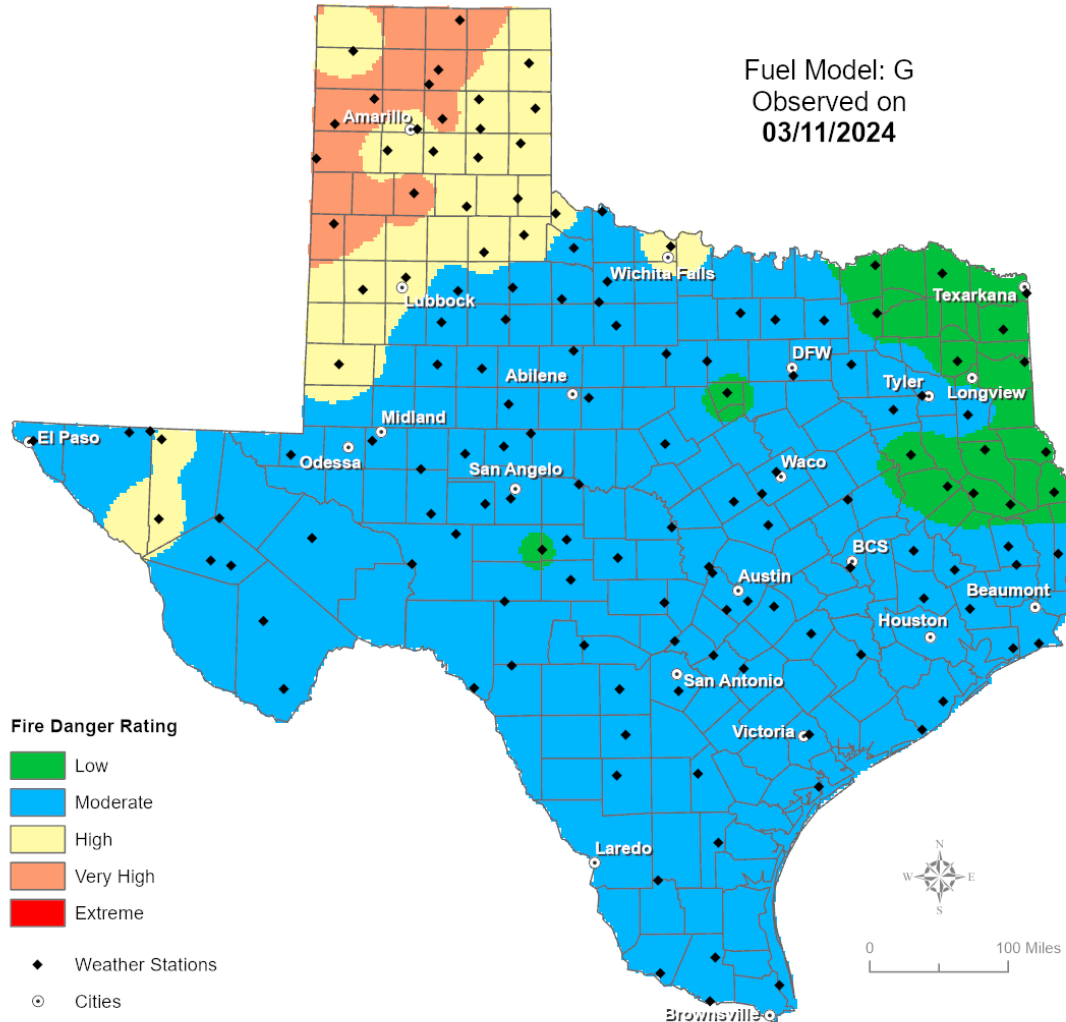 Fuel Model: G
Observed on
03/11/2024
Amarillo
Wichita Falls
Lubbock
Texarkana
DFW
Abilene
Tyler
Longview
Midland
El Paso
Odessa
San Angelo
Waco
BCS
Austin
Beaumont
Houston
San Antonio
Victoria
Laredo
Brownsville
Fire Danger Rating
Low
Moderate
High
Very High
Extreme
Weather Stations
Cities
N
W E
S
0 100 Miles